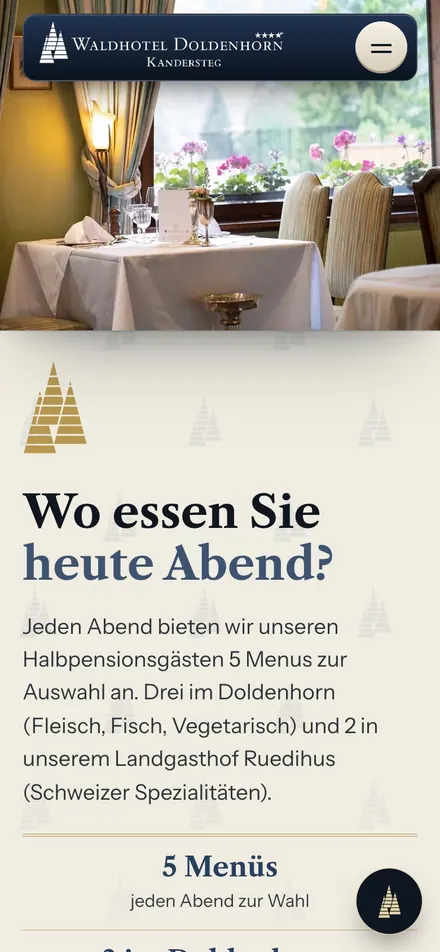 ★★★★
WALDHOTEL DOLDENHORN
KANDERSTEG
Wo essen Sie
heute Abend?
Jeden Abend bieten wir unseren
Halbpensionsgästen 5 Menus zur
Auswahl an. Drei im Doldenhorn
(Fleisch, Fisch, Vegetarisch) und 2 in
unserem Landgasthof Ruedihus
(Schweizer Spezialitäten).
5 Menüs
jeden Abend zur Wahl